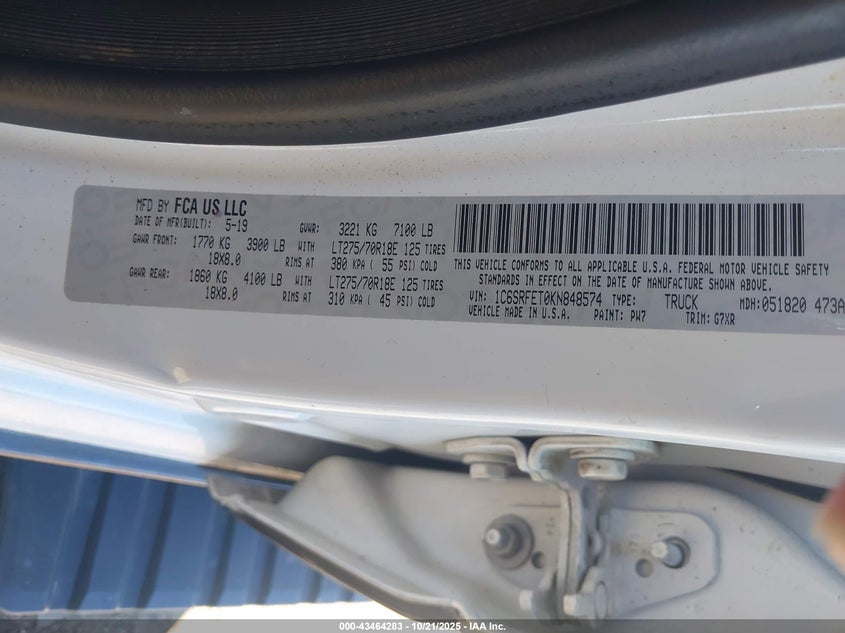 MFD BY FCA US LLC
DATE OF MFR(BUILT): 5-19 GVWR: 3221 KG 7100 LB
GAWR FRONT: 1770 KG 3900 LB WITH LT275/70R18E 125 TIRES
18X8.0 RIMS AT 380 KPA ( 55 PSI) COLD
GAWR REAR: 1860 KG 4100 LB WITH LT275/70R18E 125 TIRES
18X8.0 RIMS AT 310 KPA ( 45 PSI) COLD
THIS VEHICLE CONFORMS TO ALL APPLICABLE U.S.A. FEDERAL MOTOR VEHICLE SAFETY
STANDARDS IN EFFECT ON THE DATE OF MANUFACTURE SHOWN ABOVE.
VIN: 1C6SRFET0KN848574 TYPE: TRUCK MDH: 051820 473A
VEHICLE MADE IN U.S.A. PAINT: PW7 TRIM: G7XR
000-43464283 - 10/21/2025 - IAA Inc.